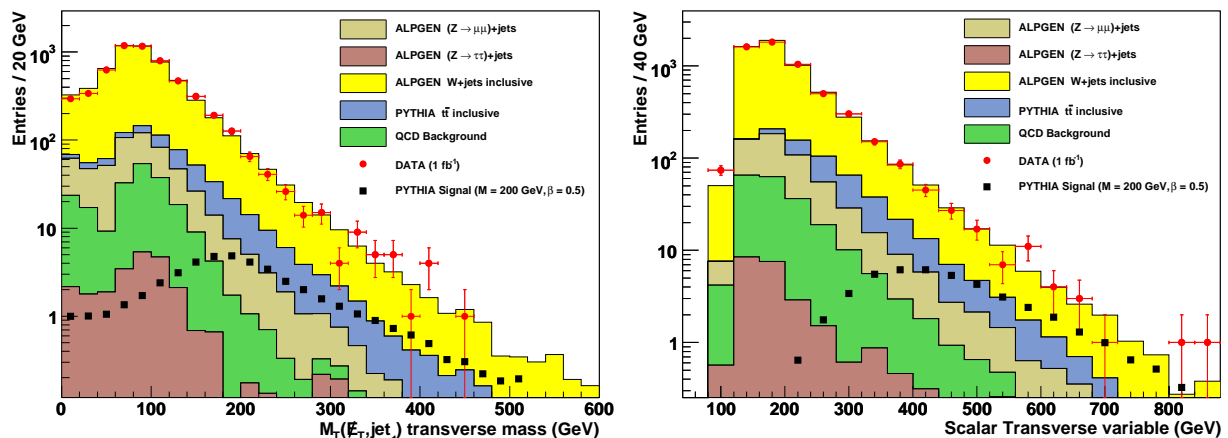 Entries / 20 GeV
10³
10²
10
1
0 100 200 300 400 500 600
M_T(E̸_T,jet₁) transverse mass (GeV)
ALPGEN (Z → μμ)+jets
ALPGEN (Z → ττ)+jets
ALPGEN W+jets inclusive
PYTHIA tt̄ inclusive
QCD Background
DATA (1 fb⁻¹)
PYTHIA Signal (M = 200 GeV, β = 0.5)
Entries / 40 GeV
10³
10²
10
1
100 200 300 400 500 600 700 800
Scalar Transverse variable (GeV)
ALPGEN (Z → μμ)+jets
ALPGEN (Z → ττ)+jets
ALPGEN W+jets inclusive
PYTHIA tt̄ inclusive
QCD Background
DATA (1 fb⁻¹)
PYTHIA Signal (M = 200 GeV, β = 0.5)